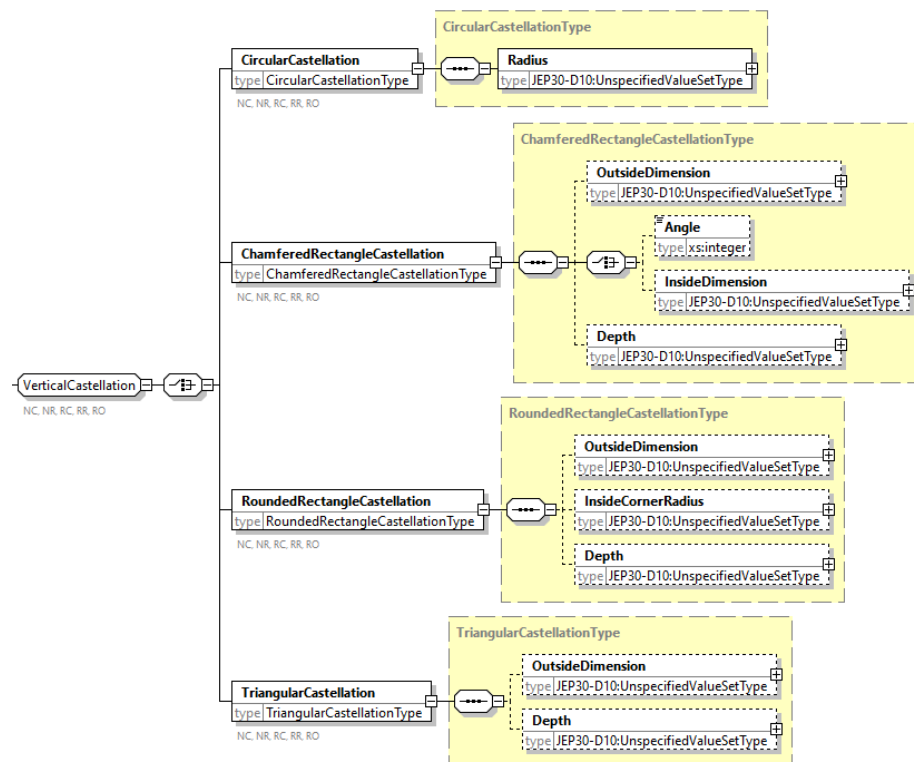 CircularCastellationType
CircularCastellation
type CircularCastellationType
NC, NR, RC, RR, RO
Radius
type JEP30-D10:UnspecifiedValueSetType
ChamferedRectangleCastellationType
OutsideDimension
type JEP30-D10:UnspecifiedValueSetType
Angle
type xs:integer
ChamferedRectangleCastellation
type ChamferedRectangleCastellationType
NC, NR, RC, RR, RO
InsideDimension
type JEP30-D10:UnspecifiedValueSetType
Depth
type JEP30-D10:UnspecifiedValueSetType
VerticalCastellation
NC, NR, RC, RR, RO
RoundedRectangleCastellationType
OutsideDimension
type JEP30-D10:UnspecifiedValueSetType
RoundedRectangleCastellation
type RoundedRectangleCastellationType
NC, NR, RC, RR, RO
InsideCornerRadius
type JEP30-D10:UnspecifiedValueSetType
Depth
type JEP30-D10:UnspecifiedValueSetType
TriangularCastellationType
OutsideDimension
type JEP30-D10:UnspecifiedValueSetType
TriangularCastellation
type TriangularCastellationType
NC, NR, RC, RR, RO
Depth
type JEP30-D10:UnspecifiedValueSetType